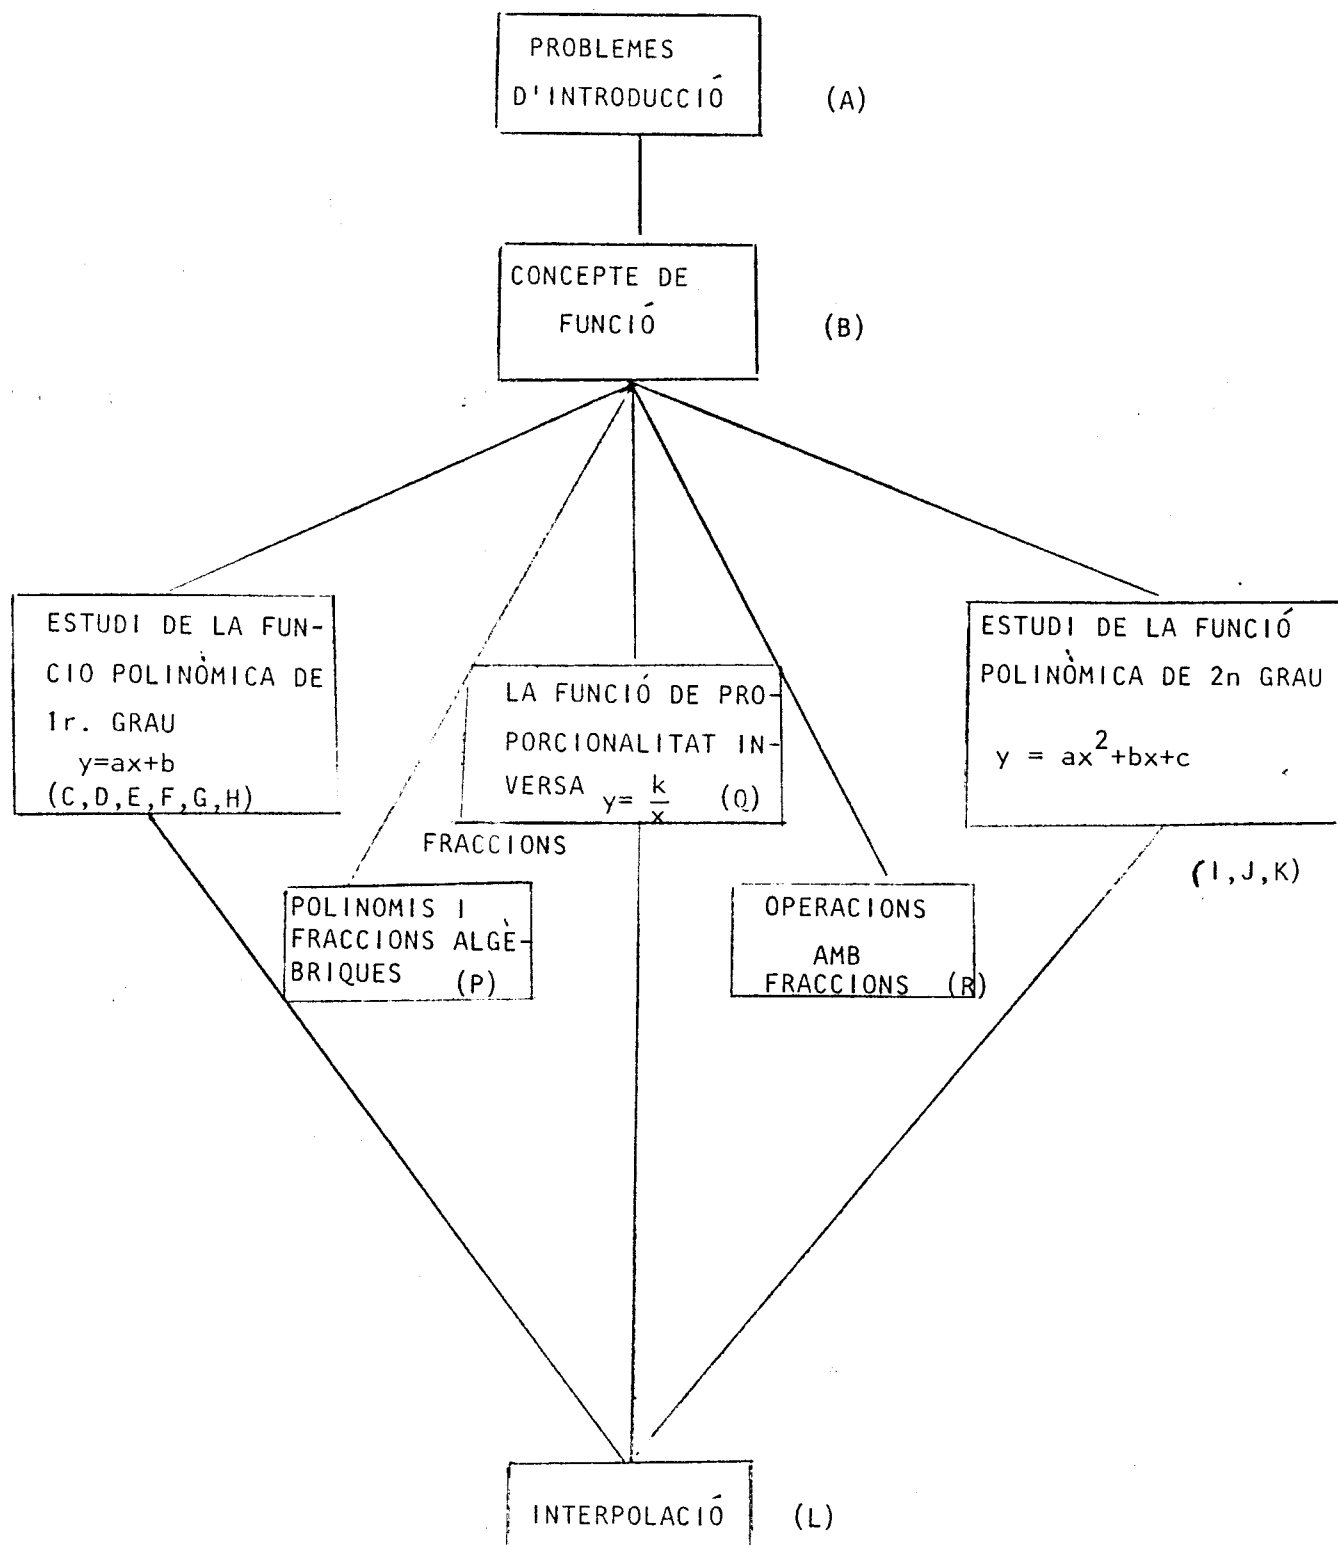 PROBLEMES
D'INTRODUCCIÓ
(A)
CONCEPTE DE
FUNCIÓ
(B)
ESTUDI DE LA FUN-
CIO POLINÒMICA DE
1r. GRAU
y=ax+b
(C,D,E,F,G,H)
LA FUNCIÓ DE PRO-
PORCIONALITAT IN-
VERSA y= k/x (Q)
ESTUDI DE LA FUNCIÓ
POLINÒMICA DE 2n GRAU
y = ax²+bx+c
(I,J,K)
FRACCIONS
POLINOMIS I
FRACCIONS ALGÈ-
BRIQUES (P)
OPERACIONS
AMB
FRACCIONS (R)
INTERPOLACIÓ (L)